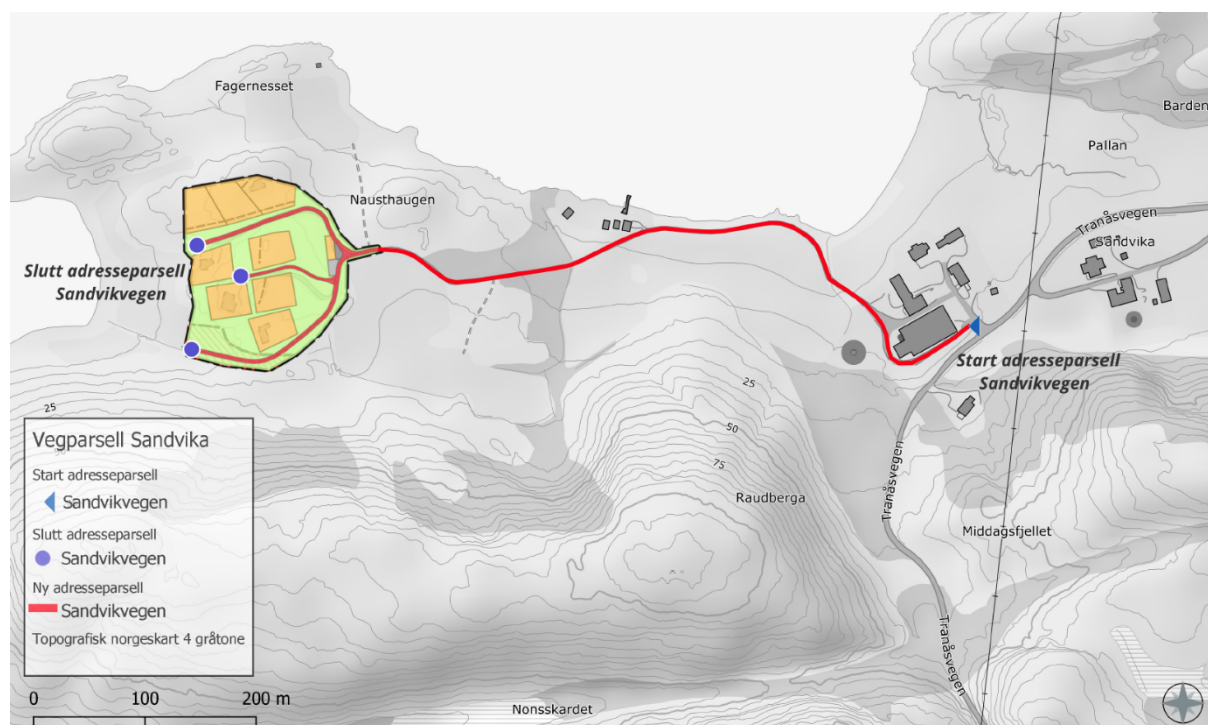 Fagernesset
Nausthaugen
Pallan
Barden
Tranåsvegen
Sandvika
Slutt adresseparsell
Sandvikvegen
Start adresseparsell
Sandvikvegen
25
50
75
Raudberga
Tranåsvegen
Middagsfjellet
Tranåsvegen
Nonsskardet
25
Vegparsell Sandvika
Start adresseparsell
Sandvikvegen
Slutt adresseparsell
Sandvikvegen
Ny adresseparsell
Sandvikvegen
Topografisk norgeskart 4 gråtone
0 100 200 m